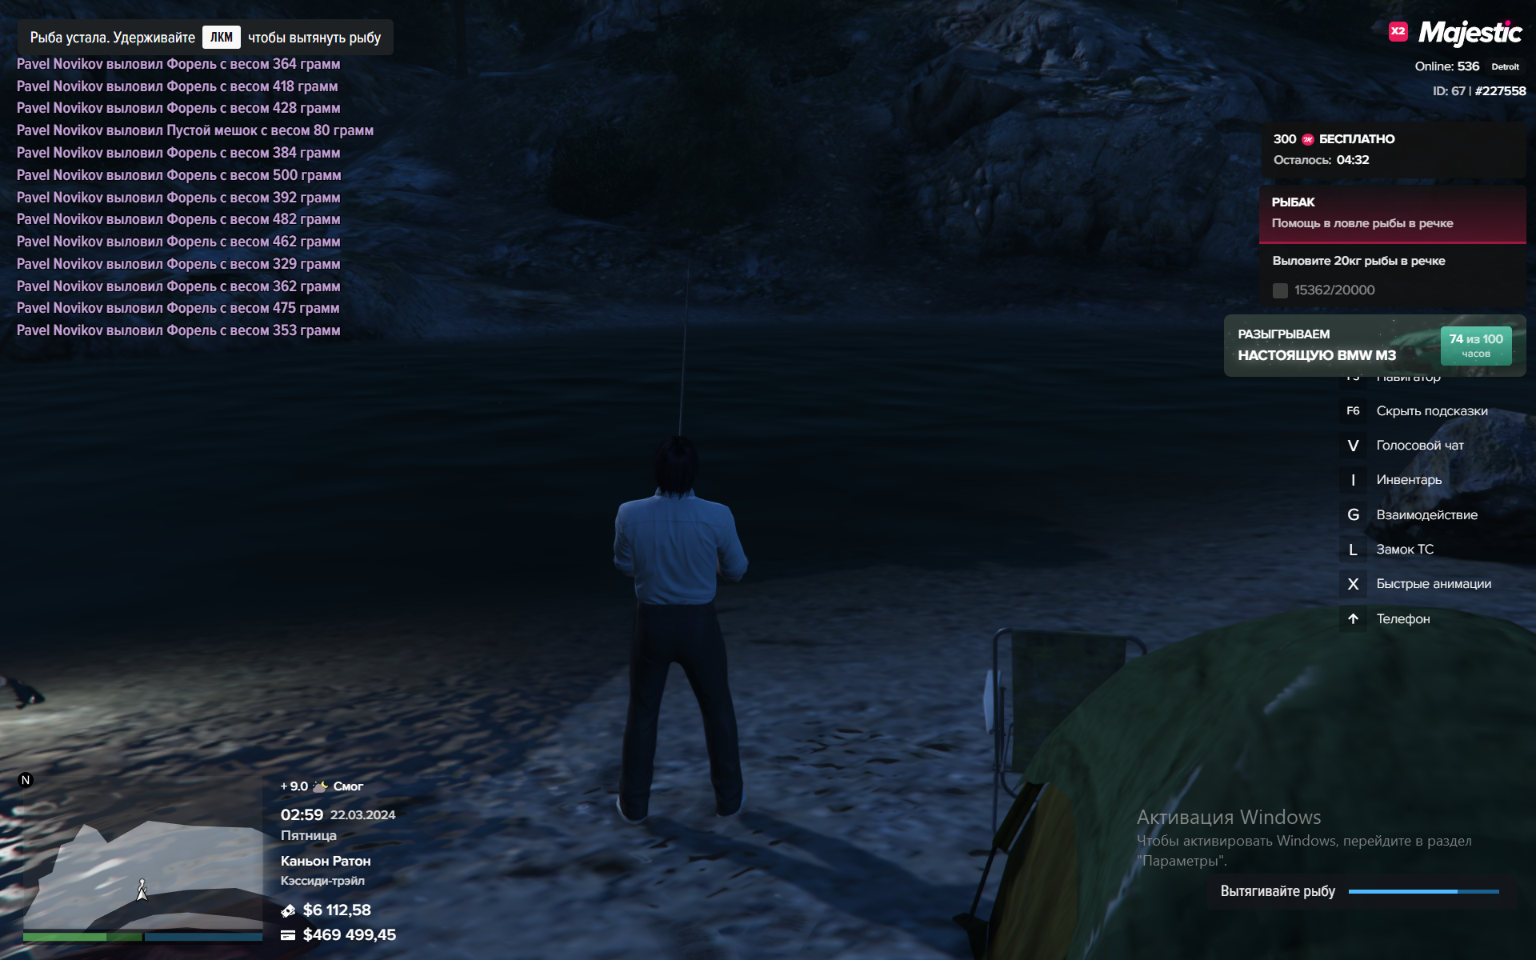 Рыба устала. Удерживайте ЛКМ чтобы вытянуть рыбу
Pavel Novikov выловил Форель с весом 364 грамм
Pavel Novikov выловил Форель с весом 418 грамм
Pavel Novikov выловил Форель с весом 428 грамм
Pavel Novikov выловил Пустой мешок с весом 80 грамм
Pavel Novikov выловил Форель с весом 384 грамм
Pavel Novikov выловил Форель с весом 500 грамм
Pavel Novikov выловил Форель с весом 392 грамм
Pavel Novikov выловил Форель с весом 482 грамм
Pavel Novikov выловил Форель с весом 462 грамм
Pavel Novikov выловил Форель с весом 329 грамм
Pavel Novikov выловил Форель с весом 362 грамм
Pavel Novikov выловил Форель с весом 475 грамм
Pavel Novikov выловил Форель с весом 353 грамм
X2 Majestic
Online: 536 Detroit
ID: 67 | #227558
300 БЕСПЛАТНО
Осталось: 04:32
РЫБАК
Помощь в ловле рыбы в речке
Выловите 20кг рыбы в речке
15362/20000
РАЗЫГРЫВАЕМ
НАСТОЯЩУЮ BMW M3
74 из 100
часов
Навигатор
F6 Скрыть подсказки
V Голосовой чат
I Инвентарь
G Взаимодействие
L Замок ТС
X Быстрые анимации
Телефон
N
+ 9.0 Смог
02:59 22.03.2024
Пятница
Каньон Ратон
Кэссиди-трэйл
$6 112,58
$469 499,45
Активация Windows
Чтобы активировать Windows, перейдите в раздел
"Параметры".
Вытягивайте рыбу